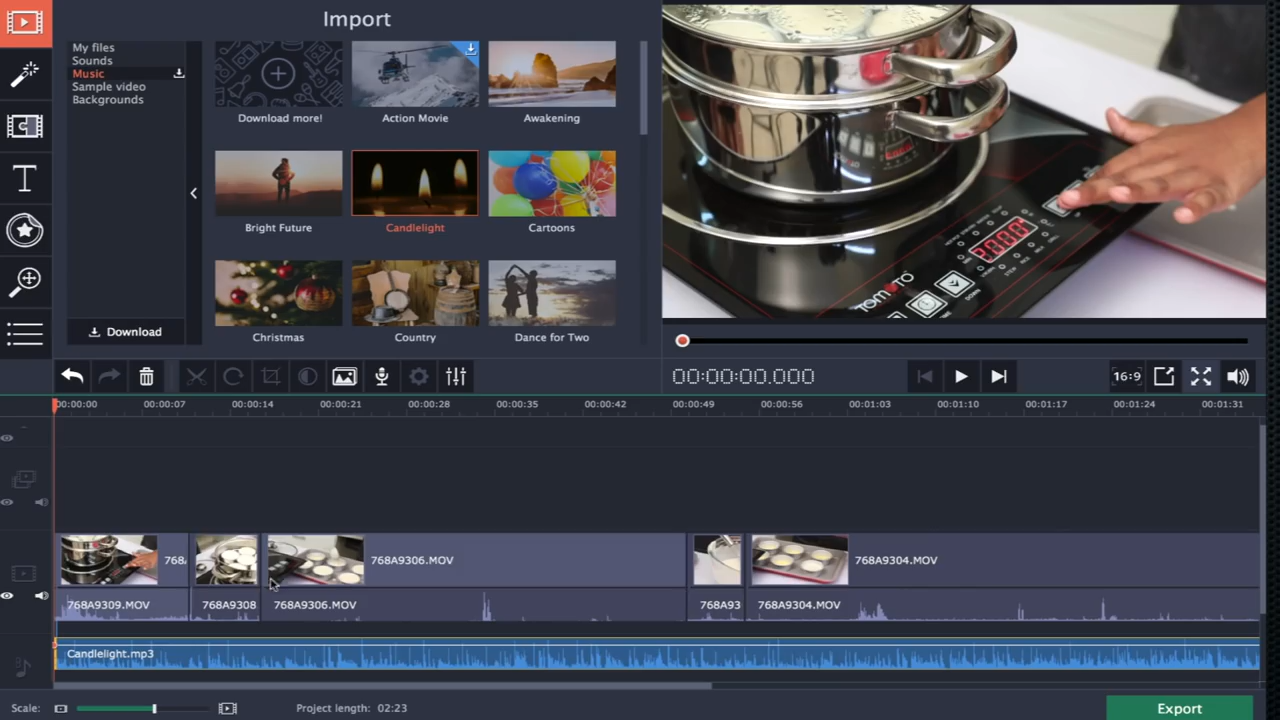 Import
My files
Sounds
Music
Sample video
Backgrounds
Download
Download more!
Action Movie
Awakening
Bright Future
Candlelight
Cartoons
Christmas
Country
Dance for Two
TOMATO
DOWN
T
00:00:00.000
16:9
00:00:00
00:00:07
00:00:14
00:00:21
00:00:28
00:00:35
00:00:42
00:00:49
00:00:56
00:01:03
00:01:10
00:01:17
00:01:24
00:01:31
768
768A9306.MOV
768A9304.MOV
768A9309.MOV
768A9308
768A9306.MOV
768A93
768A9304.MOV
Candlelight.mp3
Scale:
Project length: 02:23
Export